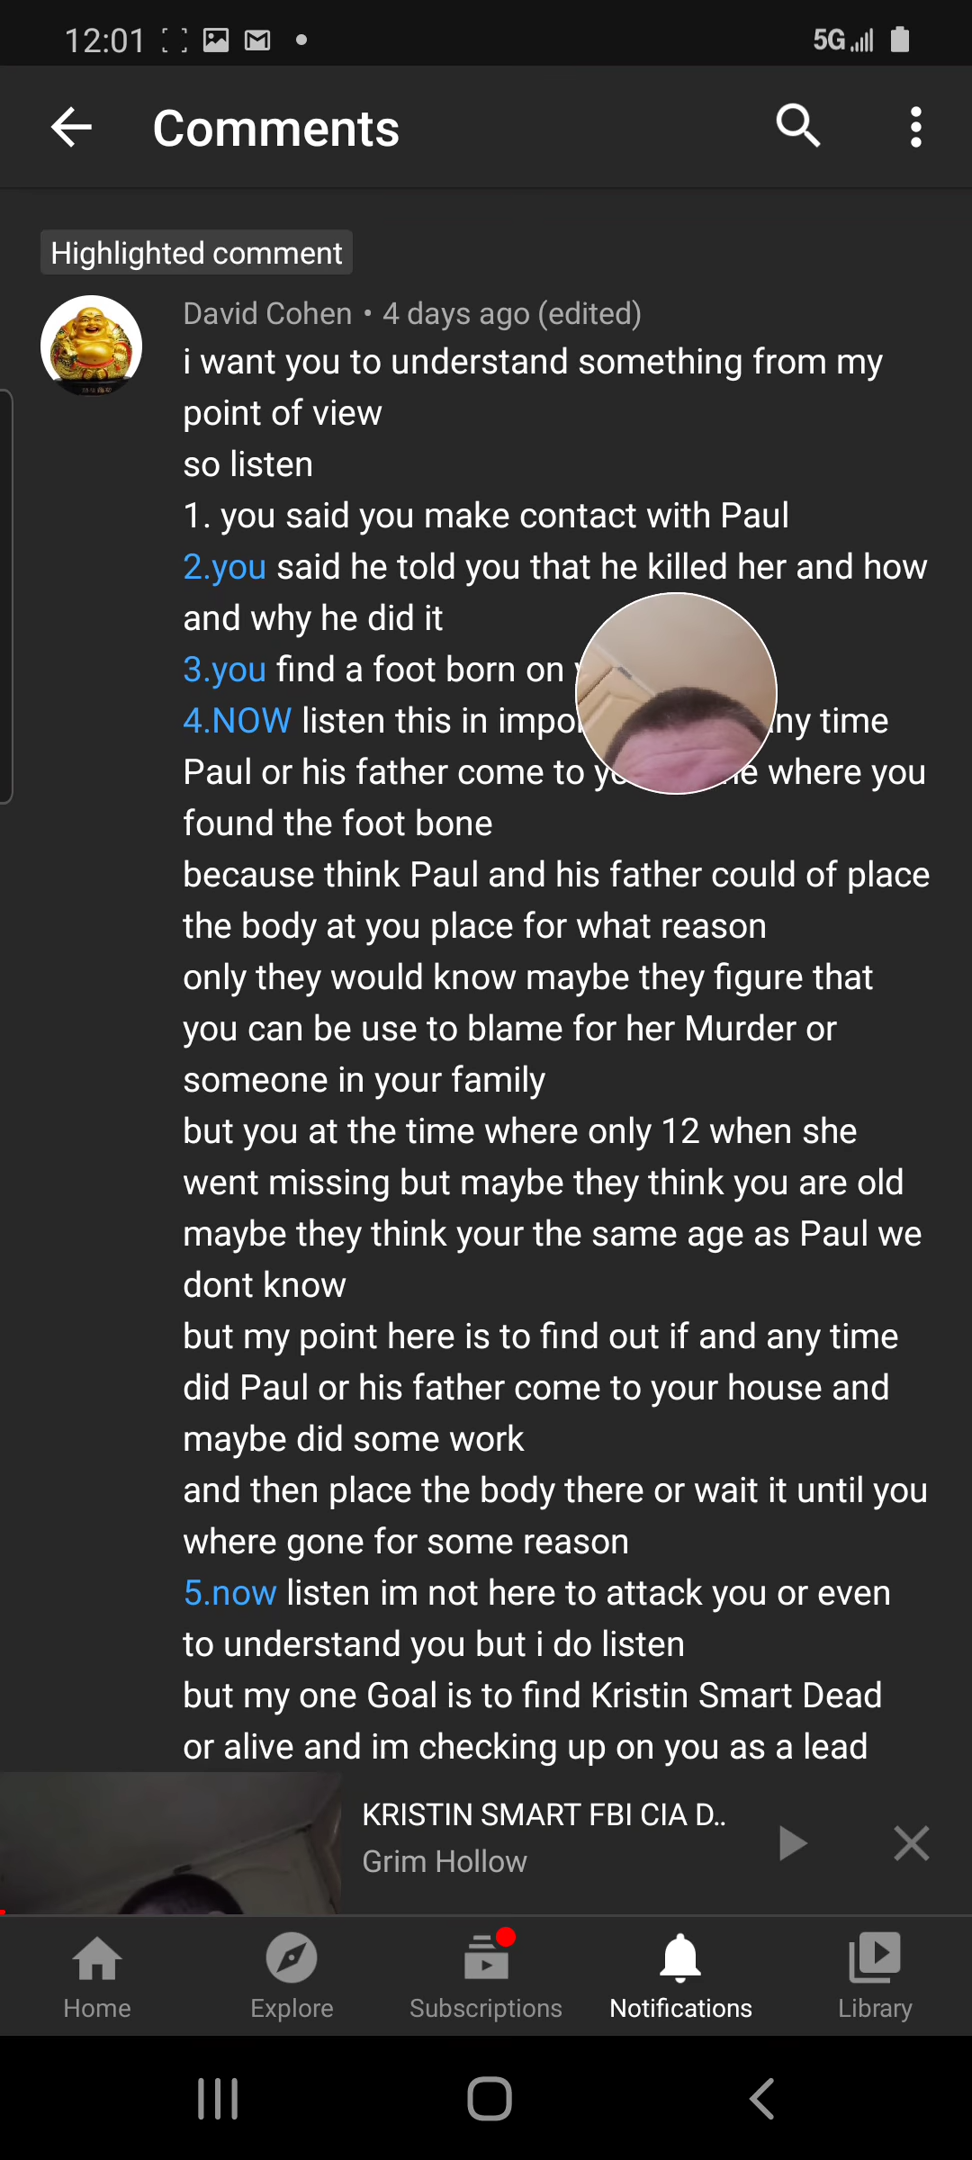 12:01
5G
Comments
Highlighted comment
David Cohen • 4 days ago (edited)
i want you to understand something from my
point of view
so listen
1. you said you make contact with Paul
2.you said he told you that he killed her and how
and why he did it
3.you find a foot born on
4.NOW listen this in impo ny time
Paul or his father come to y e where you
found the foot bone
because think Paul and his father could of place
the body at you place for what reason
only they would know maybe they figure that
you can be use to blame for her Murder or
someone in your family
but you at the time where only 12 when she
went missing but maybe they think you are old
maybe they think your the same age as Paul we
dont know
but my point here is to find out if and any time
did Paul or his father come to your house and
maybe did some work
and then place the body there or wait it until you
where gone for some reason
5.now listen im not here to attack you or even
to understand you but i do listen
but my one Goal is to find Kristin Smart Dead
or alive and im checking up on you as a lead
KRISTIN SMART FBI CIA D..
Grim Hollow
Home Explore Subscriptions Notifications Library